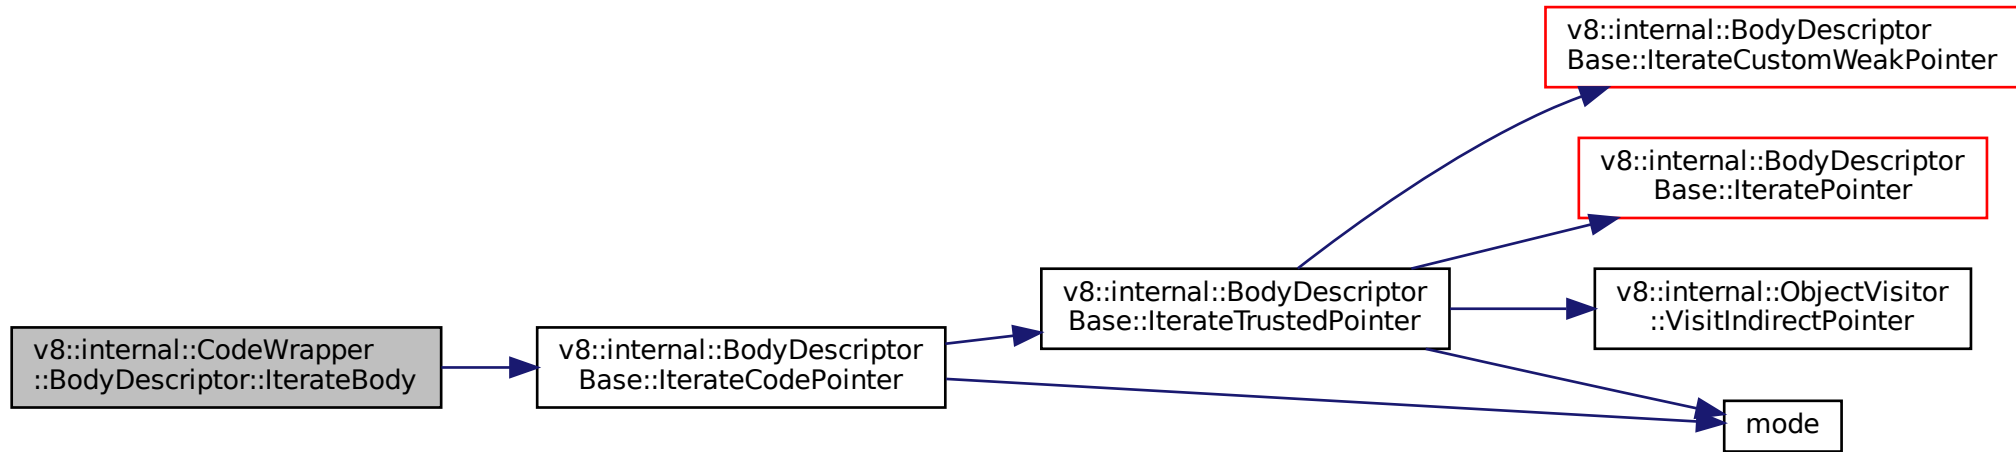 v8::internal::CodeWrapper
::BodyDescriptor::IterateBody
v8::internal::BodyDescriptor
Base::IterateCodePointer
v8::internal::BodyDescriptor
Base::IterateTrustedPointer
v8::internal::BodyDescriptor
Base::IterateCustomWeakPointer
v8::internal::BodyDescriptor
Base::IteratePointer
v8::internal::ObjectVisitor
::VisitIndirectPointer
mode